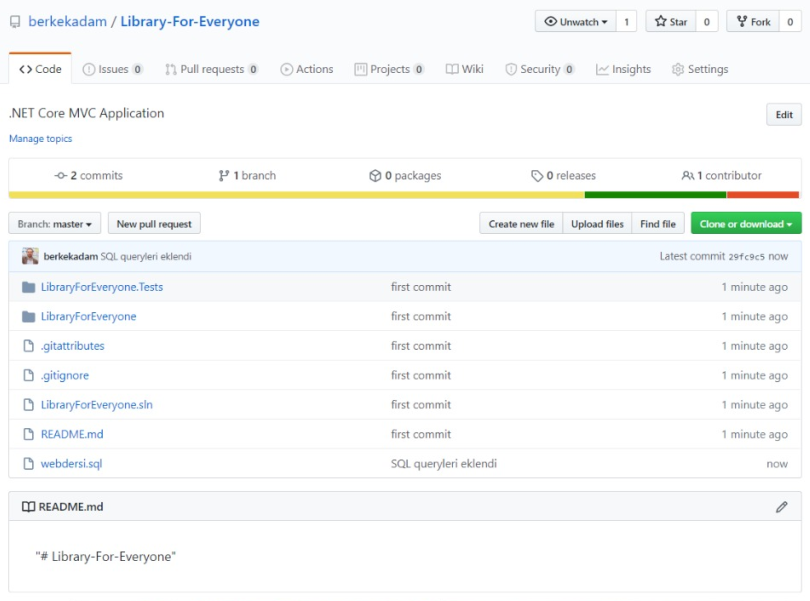 berkekadam / Library-For-Everyone
Unwatch 1 Star 0 Fork 0
Code Issues 0 Pull requests 0 Actions Projects 0 Wiki Security 0 Insights Settings
.NET Core MVC Application Edit
Manage topics
2 commits 1 branch 0 packages 0 releases 1 contributor
Branch: master New pull request Create new file Upload files Find file Clone or download
berkekadam SQL queryleri eklendi Latest commit 29fc9c5 now
LibraryForEveryone.Tests first commit 1 minute ago
LibraryForEveryone first commit 1 minute ago
.gitattributes first commit 1 minute ago
.gitignore first commit 1 minute ago
LibraryForEveryone.sln first commit 1 minute ago
README.md first commit 1 minute ago
webdersi.sql SQL queryleri eklendi now
README.md
"# Library-For-Everyone"